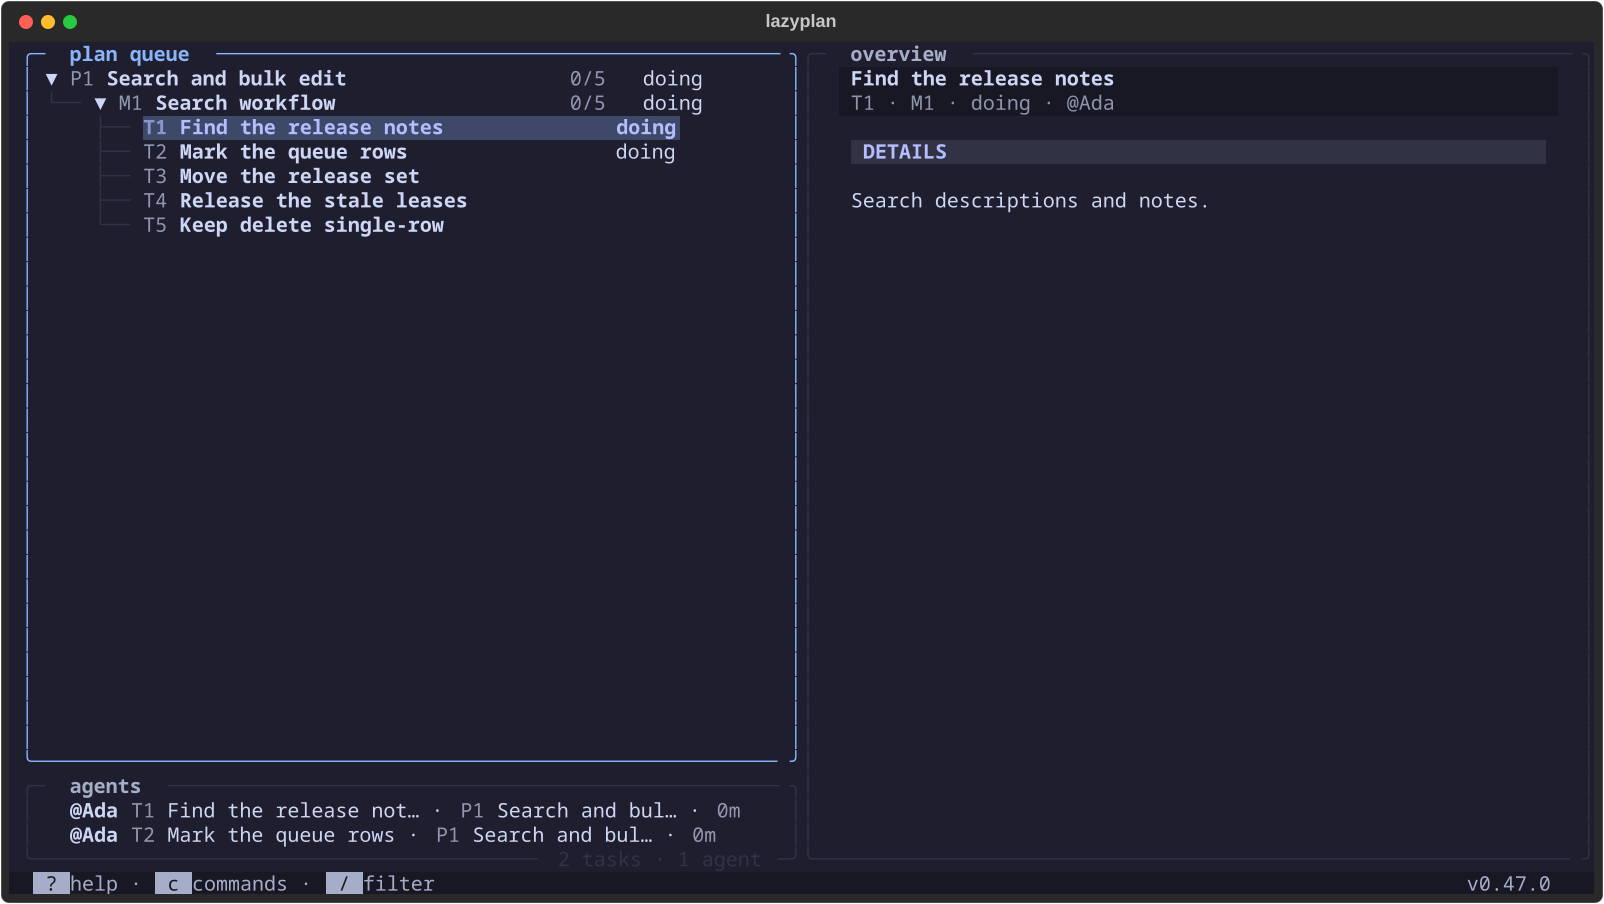 lazyplan
plan queue
▼ P1 Search and bulk edit 0/5 doing
▼ M1 Search workflow 0/5 doing
T1 Find the release notes doing
T2 Mark the queue rows doing
T3 Move the release set
T4 Release the stale leases
T5 Keep delete single-row
agents
@Ada T1 Find the release not… · P1 Search and bul… · 0m
@Ada T2 Mark the queue rows · P1 Search and bul… · 0m
2 tasks · 1 agent
overview
Find the release notes
T1 · M1 · doing · @Ada
DETAILS
Search descriptions and notes.
? help · c commands · / filter
v0.47.0